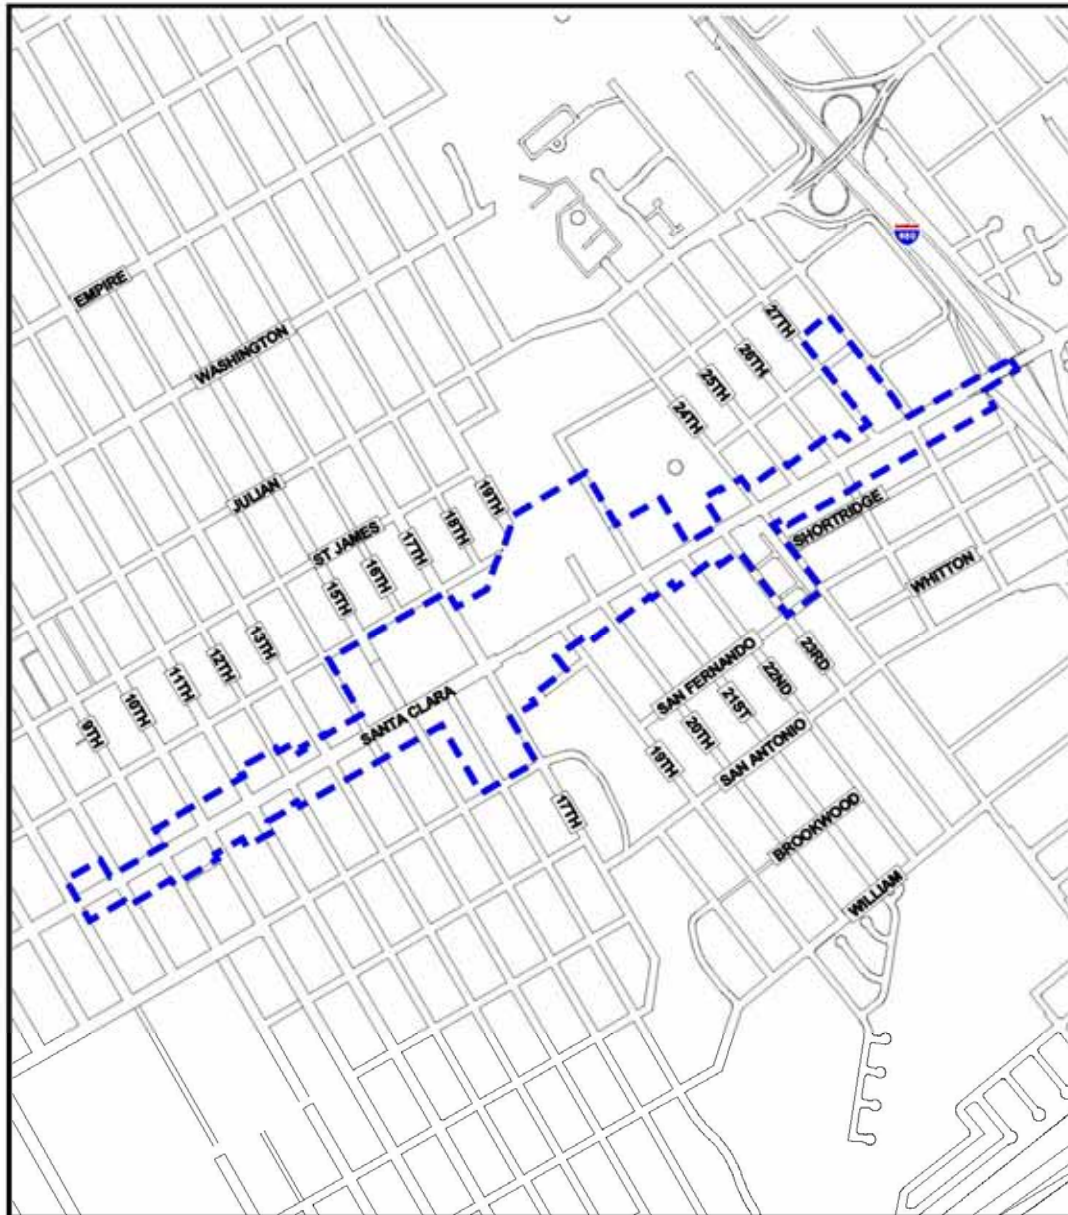 EMPIRE
WASHINGTON
JULIAN
ST JAMES
9TH
10TH
11TH
12TH
13TH
15TH
16TH
17TH
18TH
19TH
24TH
25TH
26TH
27TH
SANTA CLARA
SHORTRIDGE
WHITTON
SAN FERNANDO
SAN ANTONIO
17TH
19TH
20TH
21ST
22ND
23RD
BROOKWOOD
WILLIAM